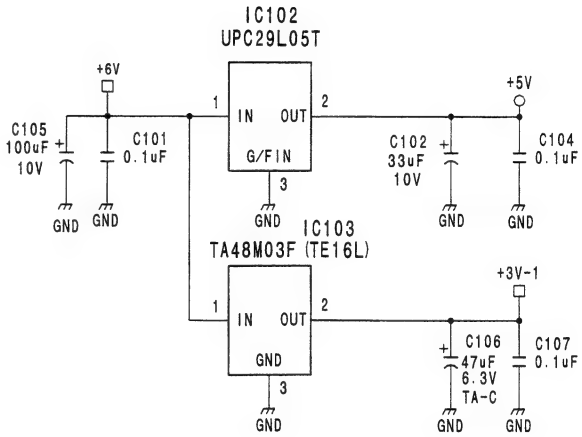 IC102
UPC29L05T
+6V
+5V
1
IN
OUT
2
G/FIN
3
C105
100uF
10V
+
C101
0.1uF
C102
33uF
10V
+
C104
0.1uF
GND
GND
GND
GND
GND
IC103
TA48M03F (TE16L)
+3V-1
1
IN
OUT
2
GND
3
C106
47uF
6.3V
TA-C
+
C107
0.1uF
GND
GND
GND